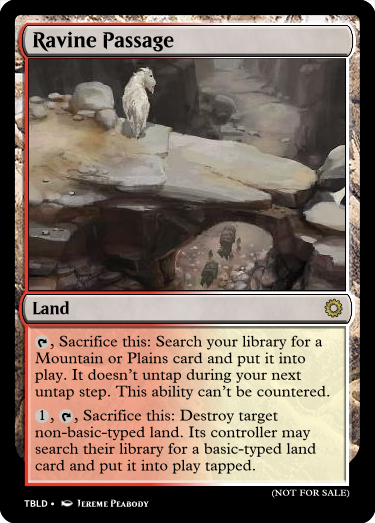 Ravine Passage
Land
, Sacrifice this: Search your library for a
Mountain or Plains card and put it into
play. It doesn't untap during your next
untap step. This ability can't be countered.
1, , Sacrifice this: Destroy target
non-basic-typed land. Its controller may
search their library for a basic-typed land
card and put it into play tapped.
(NOT FOR SALE)
TBLD • JEREME PEABODY